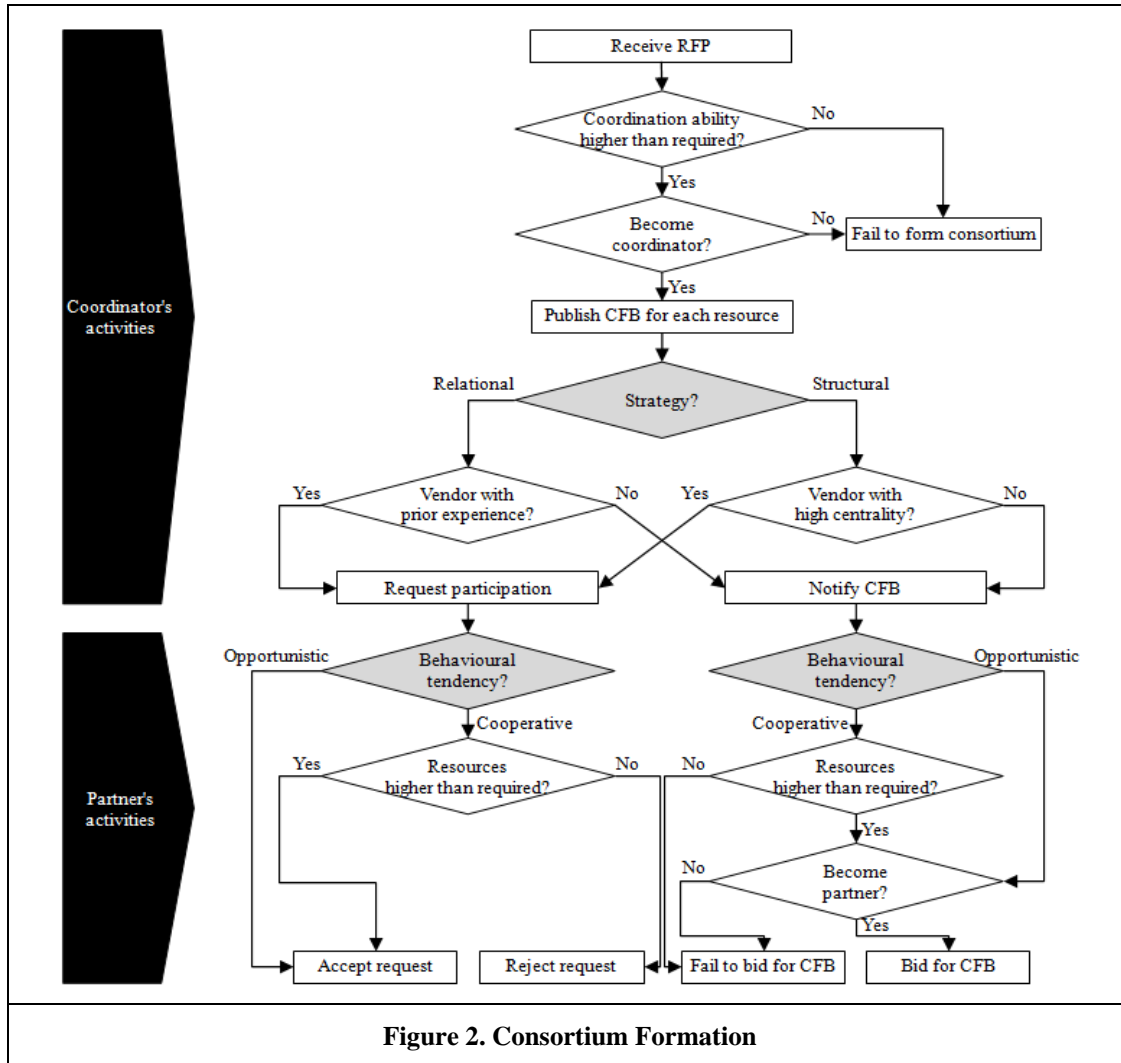 Receive RFP
Coordination ability
higher than required?
No
Yes
Become
coordinator?
No
Fail to form consortium
Yes
Coordinator's
activities
Publish CFB for each resource
Relational
Structural
Strategy?
Yes
Vendor with
prior experience?
No
Yes
Vendor with
high centrality?
No
Request participation
Notify CFB
Opportunistic
Behavioural
tendency?
Behavioural
tendency?
Opportunistic
Cooperative
Cooperative
Yes
Resources
higher than required?
No
No
Resources
higher than required?
Partner's
activities
Yes
No
Become
partner?
Yes
Accept request
Reject request
Fail to bid for CFB
Bid for CFB
Figure 2. Consortium Formation